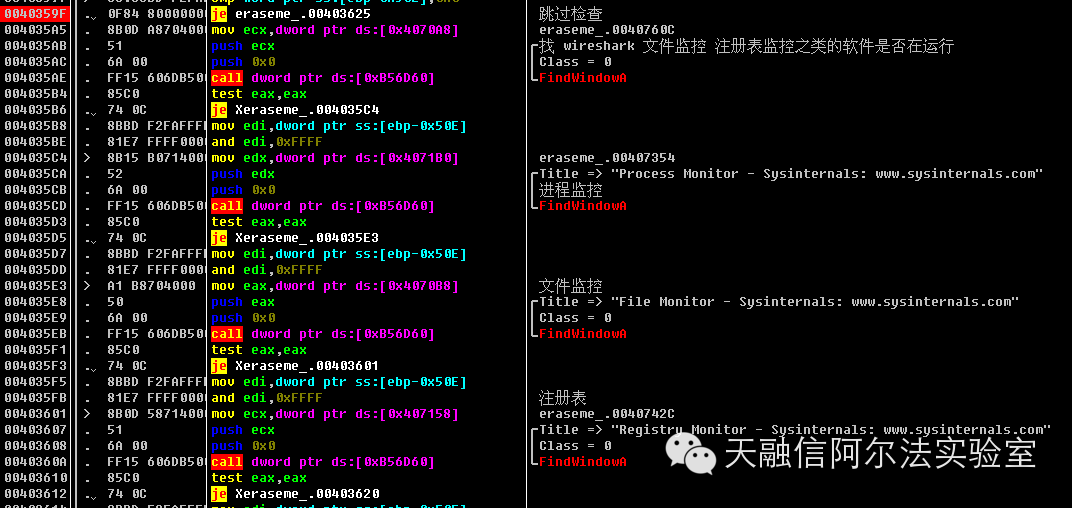 0040359F . 0F84 80000000 je eraseme_.00403625 跳过检查
004035A5 . 8B0D A8704000 mov ecx,dword ptr ds:[0x4070A8] eraseme_.0040760C
004035AB . 51 push ecx 找 wireshark 文件监控 注册表监控之类的软件是否在运行
004035AC . 6A 00 push 0x0 Class = 0
004035AE . FF15 606DB500 call dword ptr ds:[0xB56D60] FindWindowA
004035B4 . 85C0 test eax,eax
004035B6 . 74 0C je Xeraseme_.004035C4
004035B8 . 8BBD F2FAFFFF mov edi,dword ptr ss:[ebp-0x50E]
004035BE . 81E7 FFFF0000 and edi,0xFFFF
004035C4 > 8B15 B0714000 mov edx,dword ptr ds:[0x4071B0] eraseme_.00407354
004035CA . 52 push edx Title => "Process Monitor - Sysinternals: www.sysinternals.com"
004035CB . 6A 00 push 0x0 进程监控
004035CD . FF15 606DB500 call dword ptr ds:[0xB56D60] FindWindowA
004035D3 . 85C0 test eax,eax
004035D5 . 74 0C je Xeraseme_.004035E3
004035D7 . 8BBD F2FAFFFF mov edi,dword ptr ss:[ebp-0x50E]
004035DD . 81E7 FFFF0000 and edi,0xFFFF
004035E3 > A1 B8704000 mov eax,dword ptr ds:[0x4070B8] 文件监控
004035E8 . 50 push eax Title => "File Monitor - Sysinternals: www.sysinternals.com"
004035E9 . 6A 00 push 0x0 Class = 0
004035EB . FF15 606DB500 call dword ptr ds:[0xB56D60] FindWindowA
004035F1 . 85C0 test eax,eax
004035F3 . 74 0C je Xeraseme_.00403601
004035F5 . 8BBD F2FAFFFF mov edi,dword ptr ss:[ebp-0x50E]
004035FB . 81E7 FFFF0000 and edi,0xFFFF 注册表
00403601 > 8B0D 58714000 mov ecx,dword ptr ds:[0x407158] eraseme_.0040742C
00403607 . 51 push ecx Title => "Registry Monitor - Sysinternals: www.sysinternals.com"
00403608 . 6A 00 push 0x0 Class = 0
0040360A . FF15 606DB500 call dword ptr ds:[0xB56D60] FindWindowA
天融信阿尔法实验室
00403610 . 85C0 test eax,eax
00403612 . 74 0C je Xeraseme_.00403620